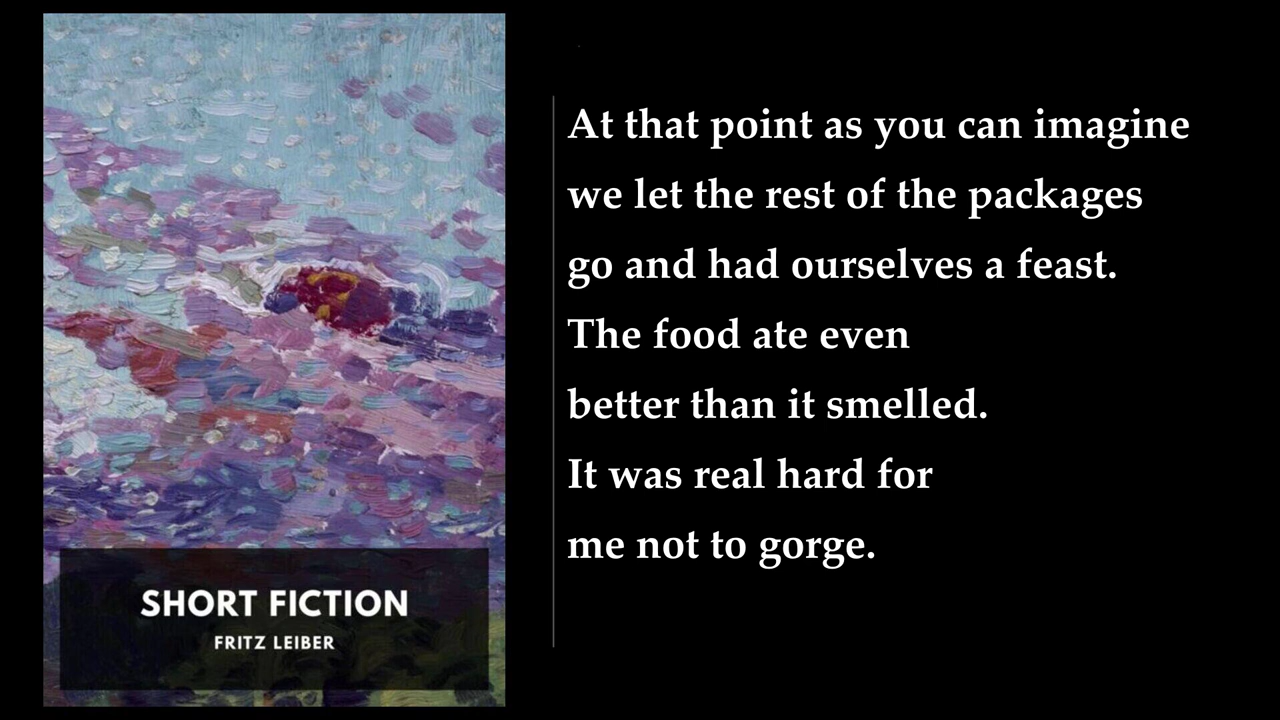 SHORT FICTION
FRITZ LEIBER
At that point as you can imagine
we let the rest of the packages
go and had ourselves a feast.
The food ate even
better than it smelled.
It was real hard for
me not to gorge.